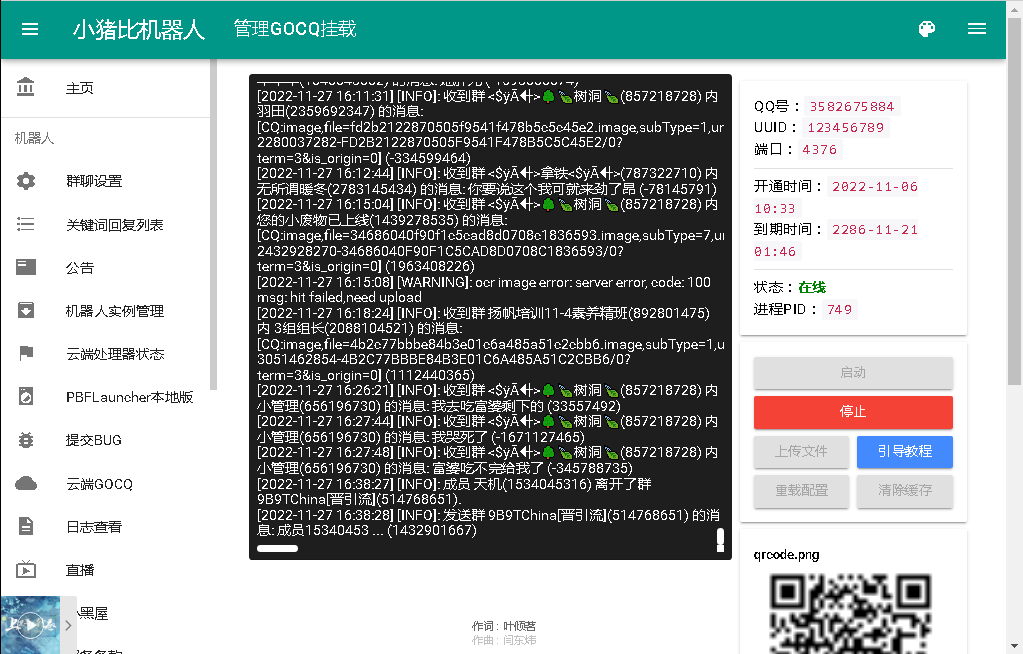 小猪比机器人 管理GOCQ挂载
主页
机器人
群聊设置
关键词回复列表
公告
机器人实例管理
云端处理器状态
PBFLauncher本地版
提交BUG
云端GOCQ
日志查看
直播
小黑屋
[2022-11-27 16:11:31] [INFO]: 收到群 <$ÿÃ⸎>🌳🍃树洞🍃(857218728) 内
羽田(2359692347) 的消息:
[CQ:image,file=fd2b2122870505f9541f478b5c5c45e2.image,subType=1,ur
2280037282-FD2B2122870505F9541F478B5C5C45E2/0?
term=3&is_origin=0] (-334599464)
[2022-11-27 16:12:44] [INFO]: 收到群 <$ÿÃ⸎>拿铁<$ÿÃ⸎>(787322710) 内
无所谓暖冬(2783145434) 的消息: 你要说这个我可就来劲了昂 (-78145791)
[2022-11-27 16:15:04] [INFO]: 收到群 <$ÿÃ⸎>🌳🍃树洞🍃(857218728) 内
您的小废物已上线(1439278535) 的消息:
[CQ:image,file=34686040f90f1c5cad8d0708c1836593.image,subType=7,ur
2432928270-34686040F90F1C5CAD8D0708C1836593/0?
term=3&is_origin=0] (1963408226)
[2022-11-27 16:15:08] [WARNING]: ocr image error: server error, code: 100
msg: hit failed,need upload
[2022-11-27 16:18:24] [INFO]: 收到群 扬帆培训11-4素养精班(892801475)
内 3组组长(2088104521) 的消息:
[CQ:image,file=4b2c77bbbe84b3e01c6a485a51c2cbb6.image,subType=1,u
3051462854-4B2C77BBBE84B3E01C6A485A51C2CBB6/0?
term=3&is_origin=0] (1112440365)
[2022-11-27 16:26:21] [INFO]: 收到群 <$ÿÃ⸎>🌳🍃树洞🍃(857218728) 内
小管理(656196730) 的消息: 我去吃富婆剩下的 (33557492)
[2022-11-27 16:27:44] [INFO]: 收到群 <$ÿÃ⸎>🌳🍃树洞🍃(857218728) 内
小管理(656196730) 的消息: 我哭死了 (-1671127465)
[2022-11-27 16:27:48] [INFO]: 收到群 <$ÿÃ⸎>🌳🍃树洞🍃(857218728) 内
小管理(656196730) 的消息: 富婆吃不完给我了 (-345788735)
[2022-11-27 16:38:27] [INFO]: 成员 天机(1534045316) 离开了群
9B9TChina[晋引流](514768651).
[2022-11-27 16:38:28] [INFO]: 发送群 9B9TChina[晋引流](514768651) 的消
息: 成员15340453 ... (1432901667)
QQ号： 3582675884
UUID： 123456789
端口： 4376
开通时间： 2022-11-06
10:33
到期时间： 2286-11-21
01:46
状态：在线
进程PID： 749
启动
停止
上传文件 引导教程
重载配置 清除缓存
qrcode.png
作词 : 叶倾茗
作曲 : 闫东炜